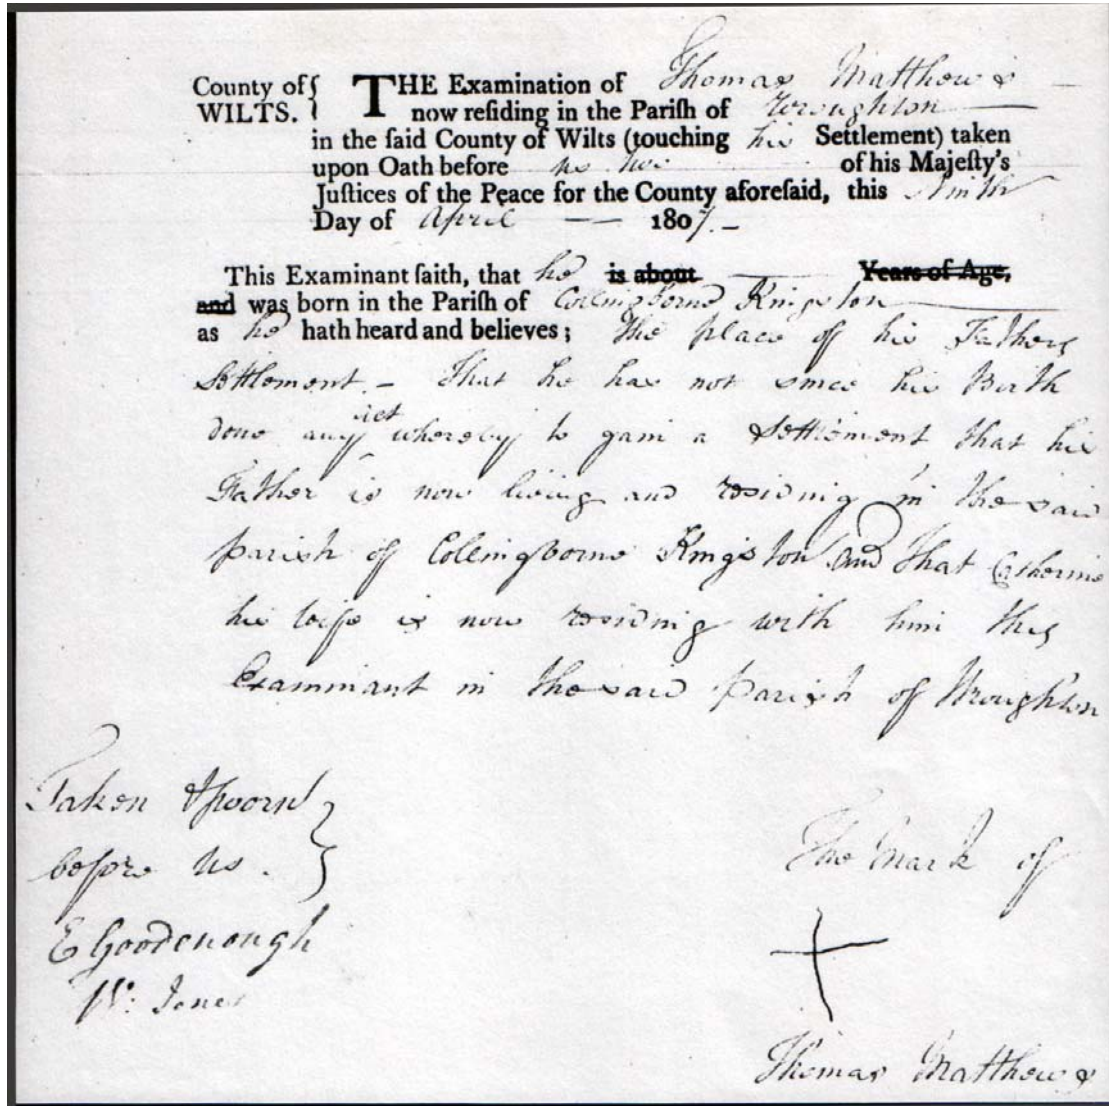 County of WILTS. { THE Examination of Thomas Matthews
now reſiding in the Pariſh of Wroughton
in the ſaid County of Wilts (touching his Settlement) taken
upon Oath before us two of his Majeſty's
Juſtices of the Peace for the County aforeſaid, this Ninth
Day of April 1807.
This Examinant ſaith, that he is about Years of Age,
and was born in the Pariſh of Collingborne Kingston
as he hath heard and believes; the place of his Fathers
Settlement – that he has not since his Birth
done any act whereby to gain a Settlement that his
Father is now living and residing in the said
parish of Collingborne Kingston and that Catherine
his wife is now residing with him this
Examinant in the said parish of Wroughton
Taken & sworn
before us.
E Goodenough
Wm: Jones
The Mark of
Thomas Matthews